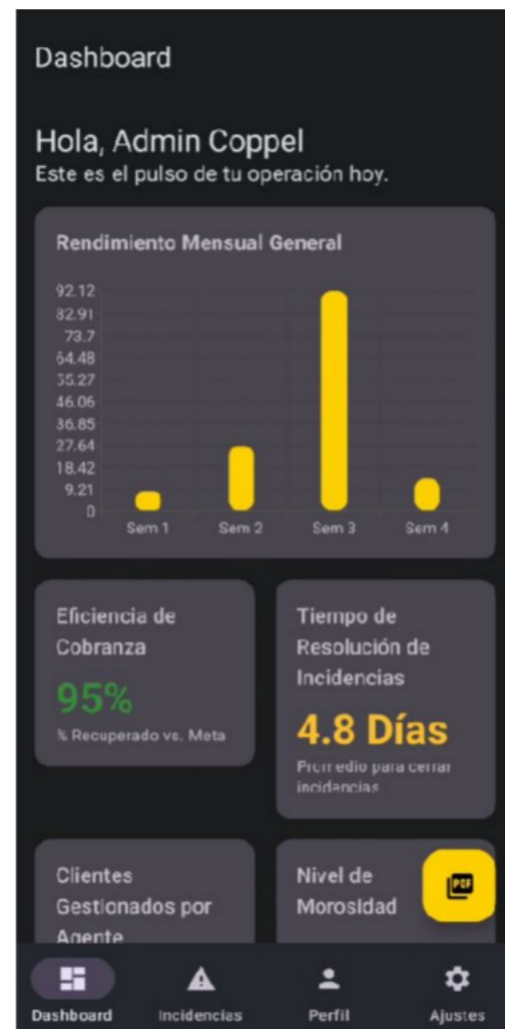 Dashboard
Hola, Admin Coppel
Este es el pulso de tu operación hoy.
Rendimiento Mensual General
92.12
82.91
73.7
64.48
55.27
46.06
36.85
27.64
18.42
9.21
0
Sem 1
Sem 2
Sem 3
Sem 4
Eficiencia de
Cobranza
95%
% Recuperado vs. Meta
Tiempo de
Resolución de
Incidencias
4.8 Días
Promedio para cerrar
incidencias
Clientes
Gestionados por
Agente
Nivel de
Morosidad
PDF
Dashboard
Incidencias
Perfil
Ajustes